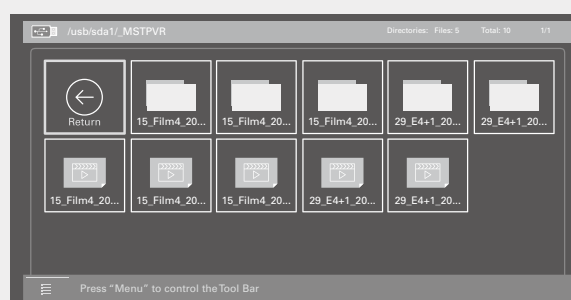 /usb/sda1/_MSTPVR Directories: Files: 5 Total: 10 1/1
Return 15_Film4_20... 15_Film4_20... 15_Film4_20... 29_E4+1_20... 29_E4+1_20...
15_Film4_20... 15_Film4_20... 15_Film4_20... 29_E4+1_20... 29_E4+1_20...
Press "Menu" to control the Tool Bar